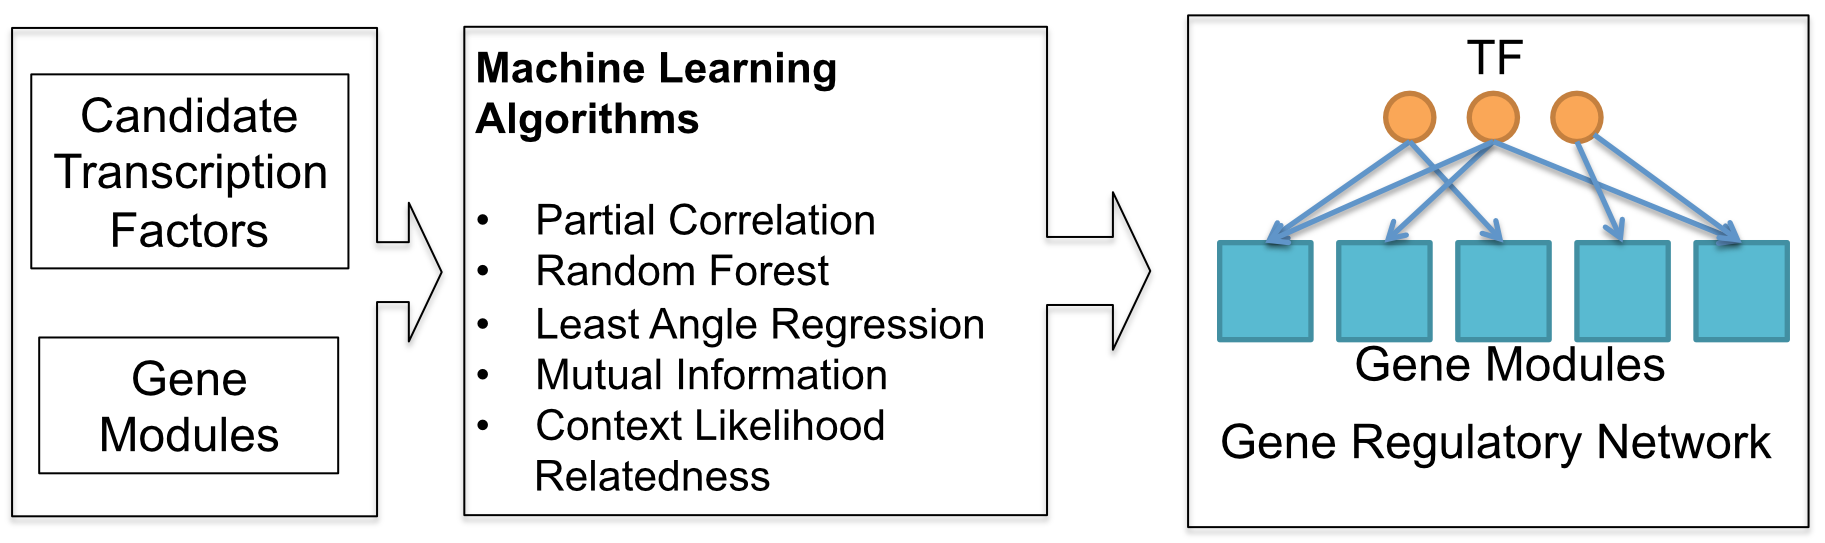 Candidate
Transcription
Factors
Gene
Modules
Machine Learning
Algorithms
• Partial Correlation
• Random Forest
• Least Angle Regression
• Mutual Information
• Context Likelihood
Relatedness
TF
Gene Modules
Gene Regulatory Network